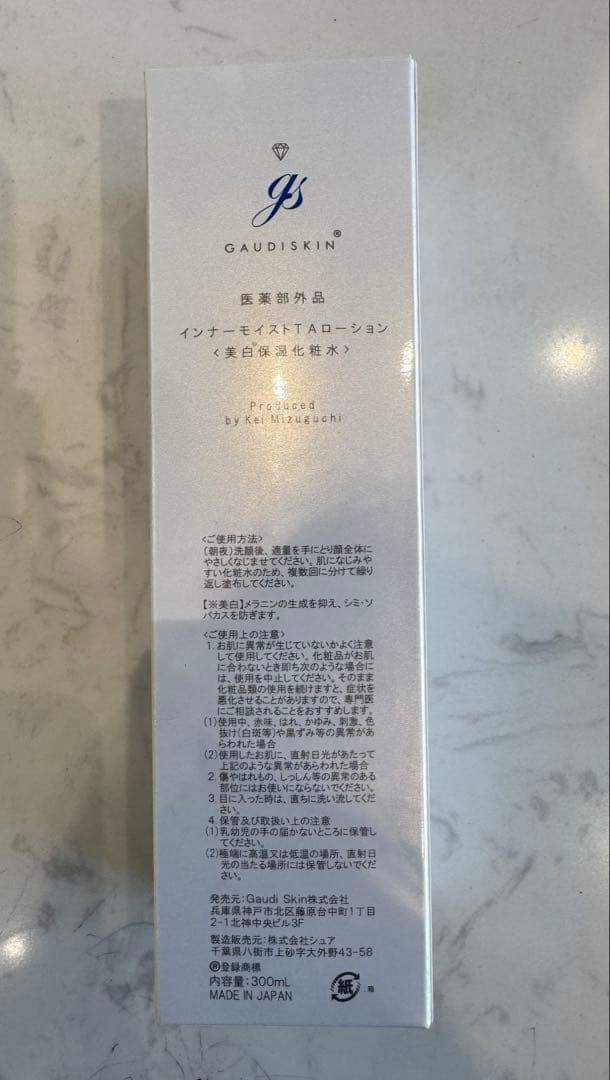 gs
GAUDISKIN®
医薬部外品
インナーモイストTAローション
<美白※保湿化粧水>
Produced
by Kei Mizuguchi
<ご使用方法>
(朝夜)洗顔後、適量を手にとり顔全体に
やさしくなじませてください。肌になじみや
すい化粧水のため、複数回に分けて繰り
返し塗布してください。
【※美白】メラニンの生成を抑え、シミ・ソ
バカスを防ぎます。
<ご使用上の注意>
1. お肌に異常が生じていないかよく注意
して使用してください。化粧品がお肌
に合わないとき即ち次のような場合に
は、使用を中止してください。そのまま
化粧品類の使用を続けますと、症状を
悪化させることがありますので、専門医
にご相談されることをおすすめします。
(1)使用中、赤味、はれ、かゆみ、刺激、色
抜け(白斑等)や黒ずみ等の異常があ
らわれた場合
(2)使用したお肌に、直射日光があたって
上記のような異常があらわれた場合
2. 傷やはれもの、しっしん等の異常のある
部位にはお使いにならないでください。
3. 目に入った時は、直ちに洗い流してくだ
さい。
4. 保管及び取扱い上の注意
(1)乳幼児の手の届かないところに保管し
てください。
(2)極端に高温又は低温の場所、直射日
光の当たる場所には保管しないでくだ
さい。
発売元:Gaudi Skin株式会社
兵庫県神戸市北区藤原台中町1丁目
2-1北神中央ビル3F
製造販売元:株式会社シュア
千葉県八街市上砂字大外野43-58
®登録商標
内容量:300mL
MADE IN JAPAN
紙
:箱